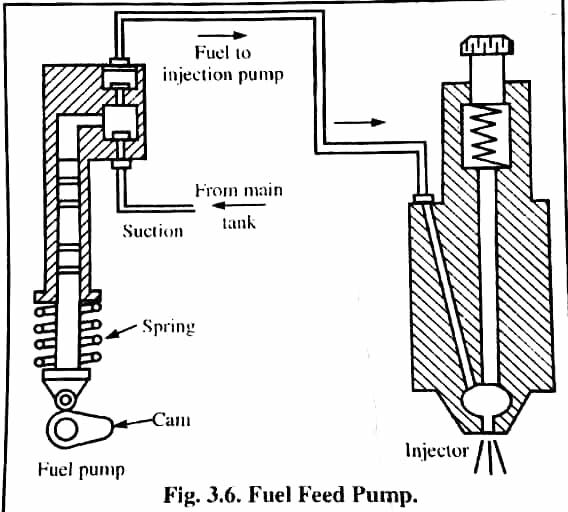 Fuel to
injection pump
From main
tank
Suction
Spring
Cam
Fuel pump
Injector
Fig. 3.6. Fuel Feed Pump.